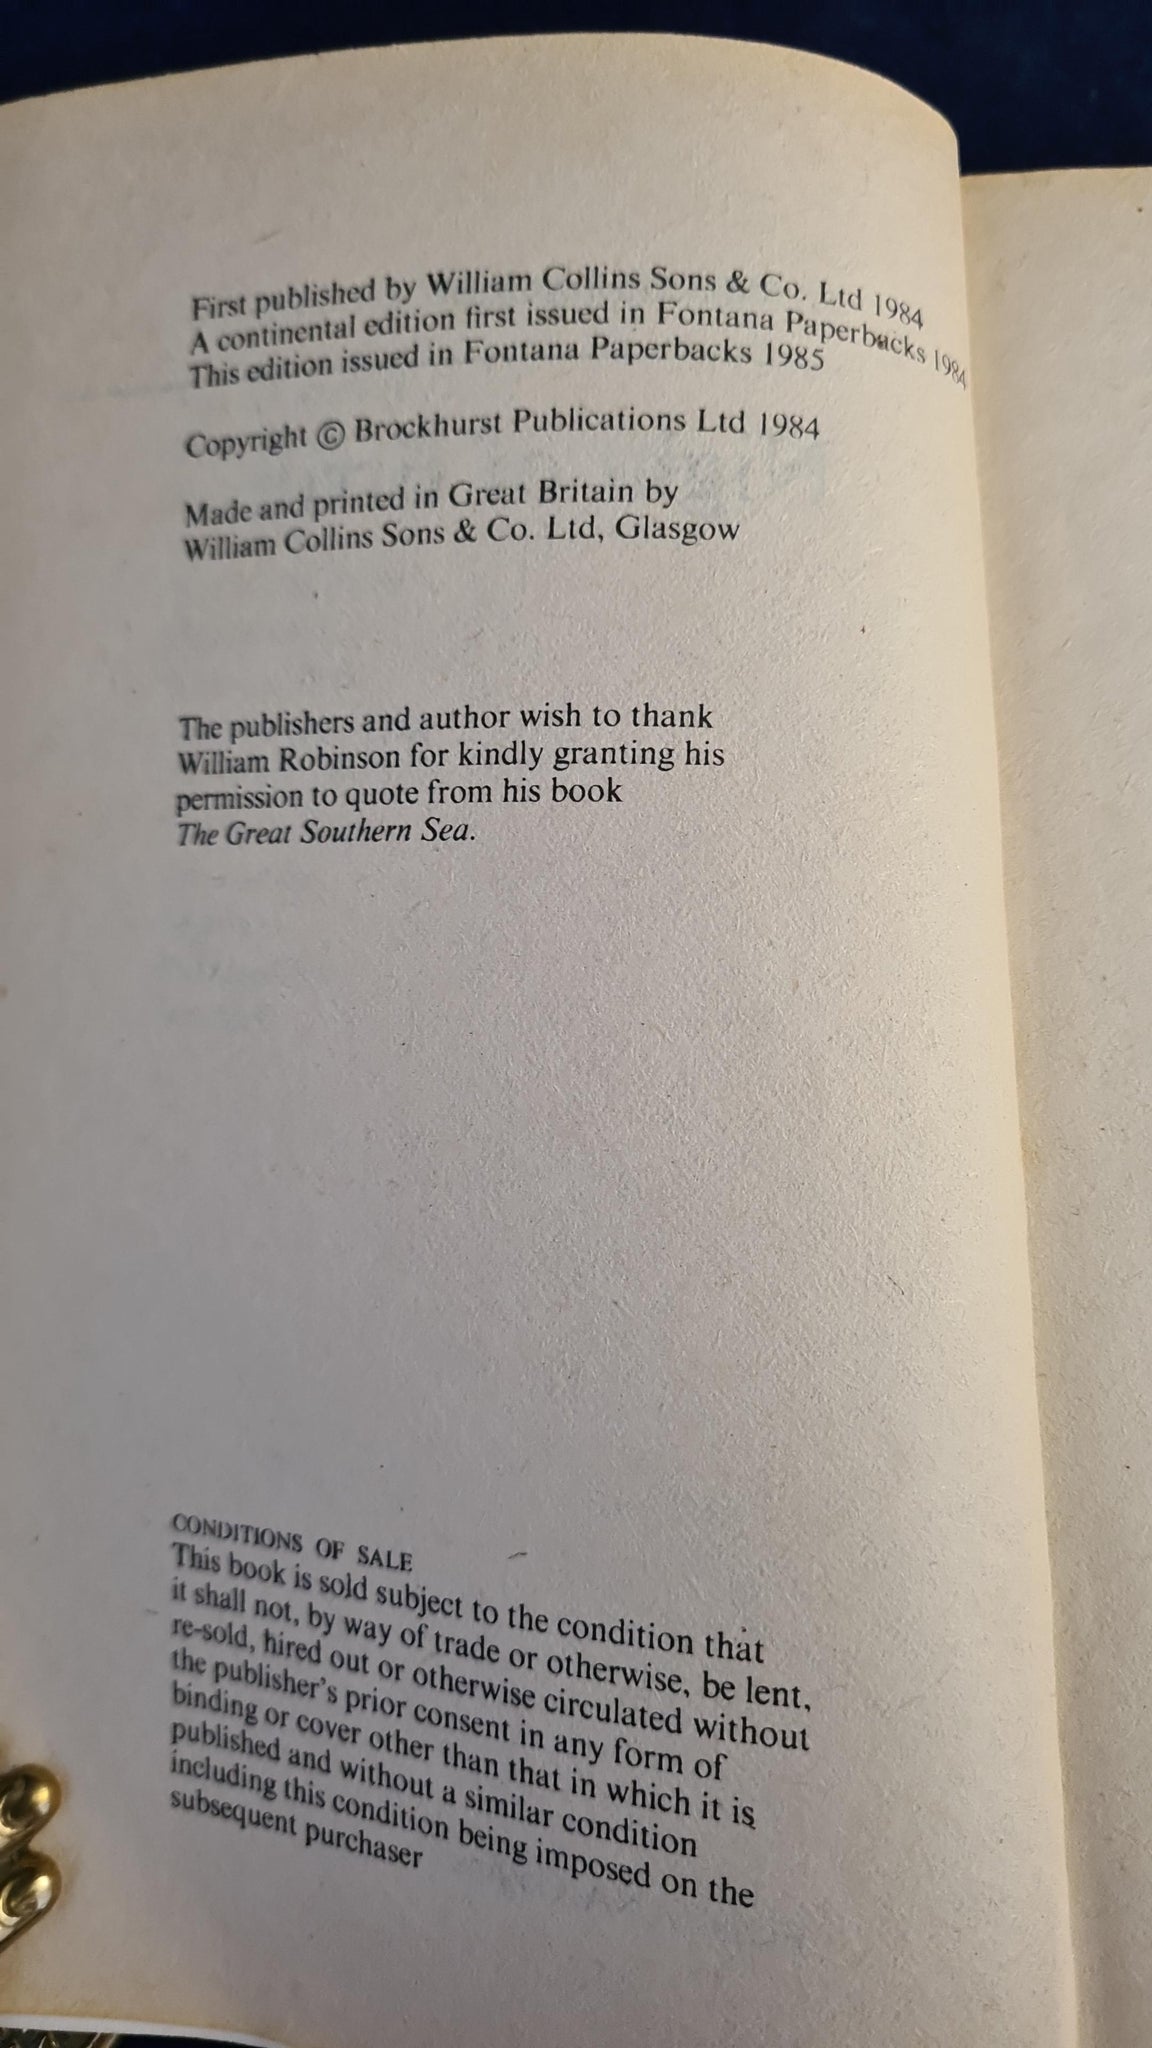 First published by William Collins Sons & Co. Ltd 1984
A continental edition first issued in Fontana Paperbacks 1984
This edition issued in Fontana Paperbacks 1985
Copyright © Brockhurst Publications Ltd 1984
Made and printed in Great Britain by
William Collins Sons & Co. Ltd, Glasgow
The publishers and author wish to thank
William Robinson for kindly granting his
permission to quote from his book
The Great Southern Sea.
CONDITIONS OF SALE
This book is sold subject to the condition that
it shall not, by way of trade or otherwise, be lent,
re-sold, hired out or otherwise circulated without
the publisher's prior consent in any form of
binding or cover other than that in which it is
published and without a similar condition
including this condition being imposed on the
subsequent purchaser